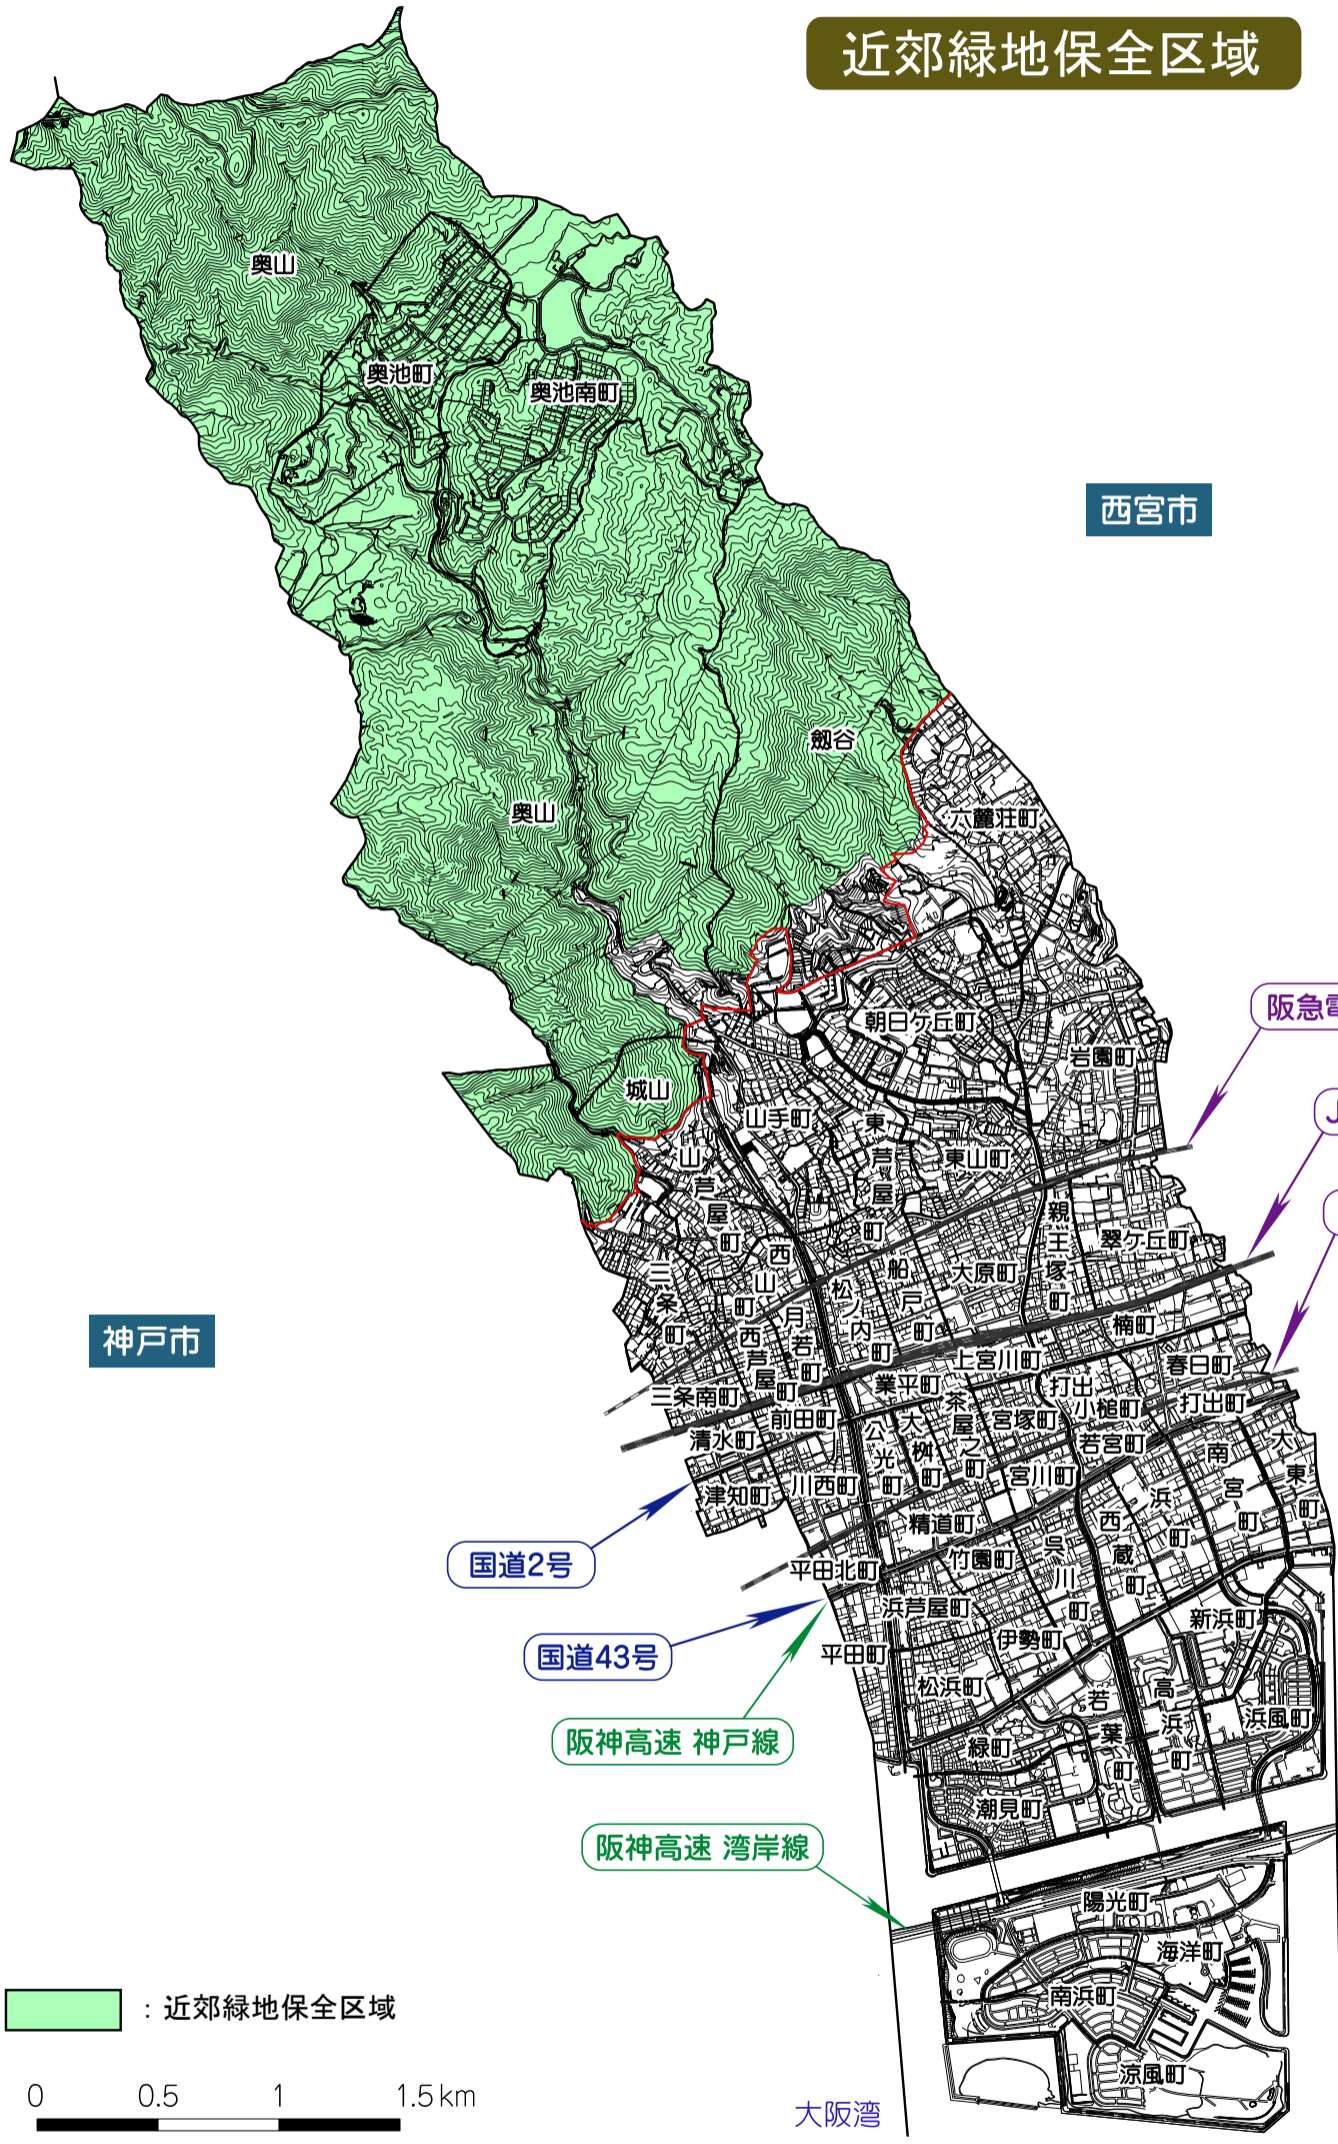 近郊緑地保全区域
奥山
奥池町
奥池南町
西宮市
劔谷
奥山
六麓荘町
阪急電
朝日ケ丘町
岩園町
城山
山手町
東芦屋町
東山町
J
山芦屋町
親王塚町
翠ケ丘町
西山町
船戸町
大原町
三条町
松ノ内町
月若町
楠町
神戸市
西芦屋町
上宮川町
春日町
業平町
打出小槌町
打出町
三条南町
前田町
茶屋之町
宮塚町
大桝町
公光町
若宮町
清水町
南宮町
大東町
津知町
川西町
宮川町
浜町
精道町
西蔵町
国道2号
平田北町
竹園町
呉川町
浜芦屋町
新浜町
国道43号
平田町
伊勢町
松浜町
若葉町
高浜町
浜風町
阪神高速 神戸線
緑町
潮見町
阪神高速 湾岸線
陽光町
海洋町
南浜町
：近郊緑地保全区域
涼風町
0 0.5 1 1.5km
大阪湾